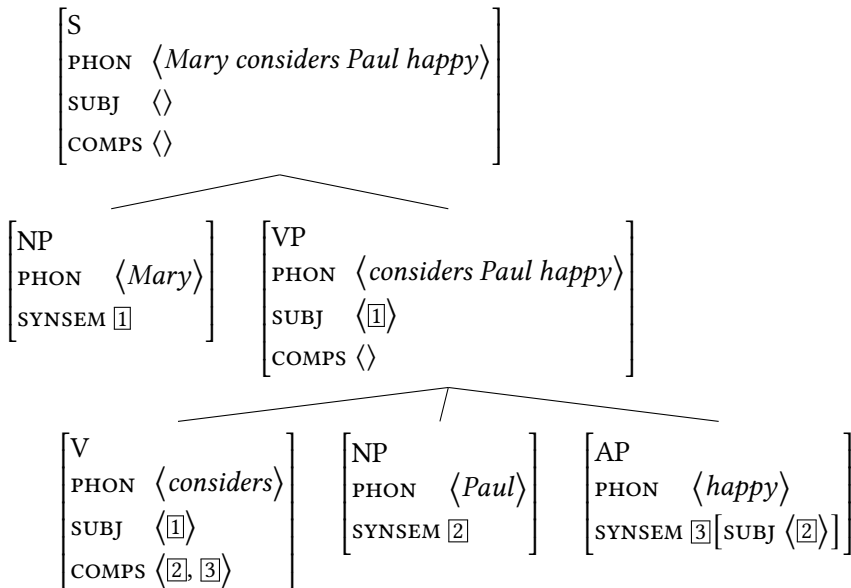 S
PHON ⟨Mary considers Paul happy⟩
SUBJ ⟨⟩
COMPS ⟨⟩
NP
PHON ⟨Mary⟩
SYNSEM 1
VP
PHON ⟨considers Paul happy⟩
SUBJ ⟨1⟩
COMPS ⟨⟩
V
PHON ⟨considers⟩
SUBJ ⟨1⟩
COMPS ⟨2, 3⟩
NP
PHON ⟨Paul⟩
SYNSEM 2
AP
PHON ⟨happy⟩
SYNSEM 3[SUBJ ⟨2⟩]